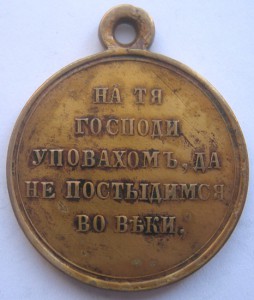 НА ТЯ
ГОСПОДИ
УПОВАХОМЪ, ДА
НЕ ПОСТЫДИМСЯ
ВО ВѢКИ.